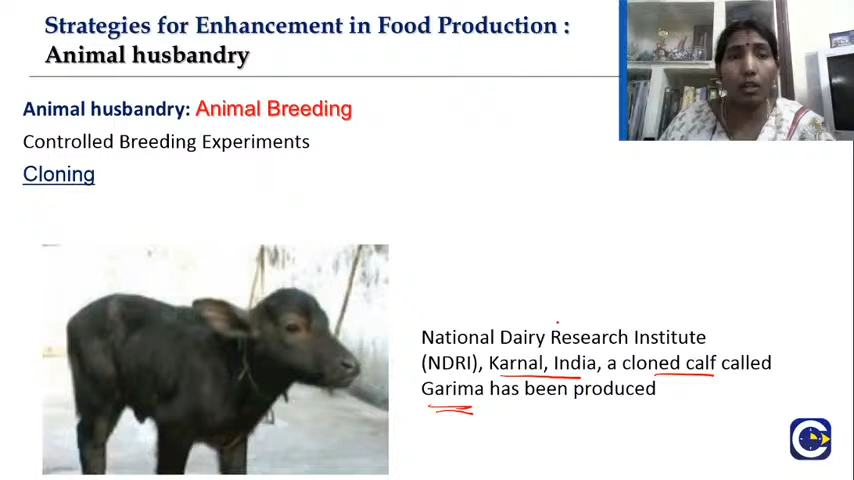 Strategies for Enhancement in Food Production :
Animal husbandry
Animal husbandry: Animal Breeding
Controlled Breeding Experiments
Cloning
National Dairy Research Institute
(NDRI), Karnal, India, a cloned calf called
Garima has been produced